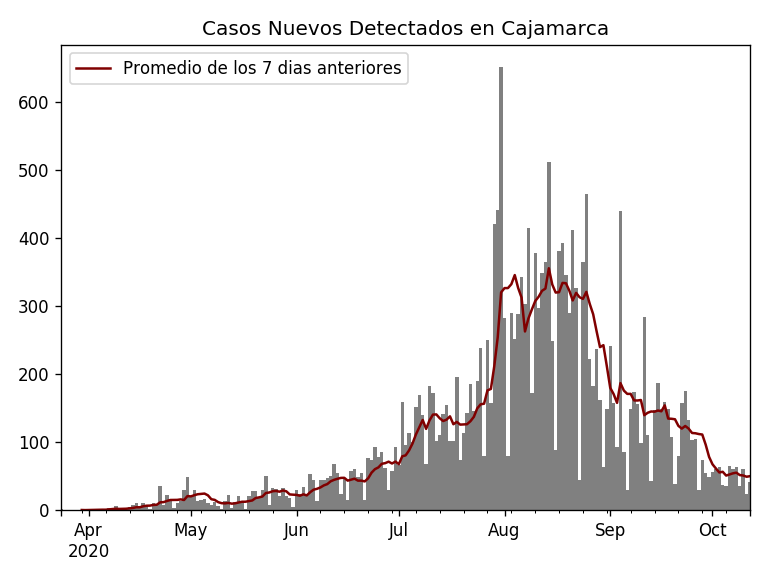 Casos Nuevos Detectados en Cajamarca
Promedio de los 7 dias anteriores
600
500
400
300
200
100
0
Apr May Jun Jul Aug Sep Oct
2020